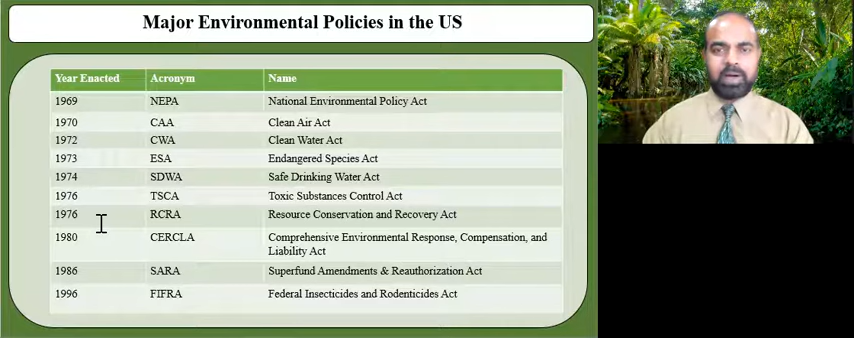 Major Environmental Policies in the US
Year Enacted Acronym Name
1969 NEPA National Environmental Policy Act
1970 CAA Clean Air Act
1972 CWA Clean Water Act
1973 ESA Endangered Species Act
1974 SDWA Safe Drinking Water Act
1976 TSCA Toxic Substances Control Act
1976 RCRA Resource Conservation and Recovery Act
1980 CERCLA Comprehensive Environmental Response, Compensation, and
Liability Act
1986 SARA Superfund Amendments & Reauthorization Act
1996 FIFRA Federal Insecticides and Rodenticides Act